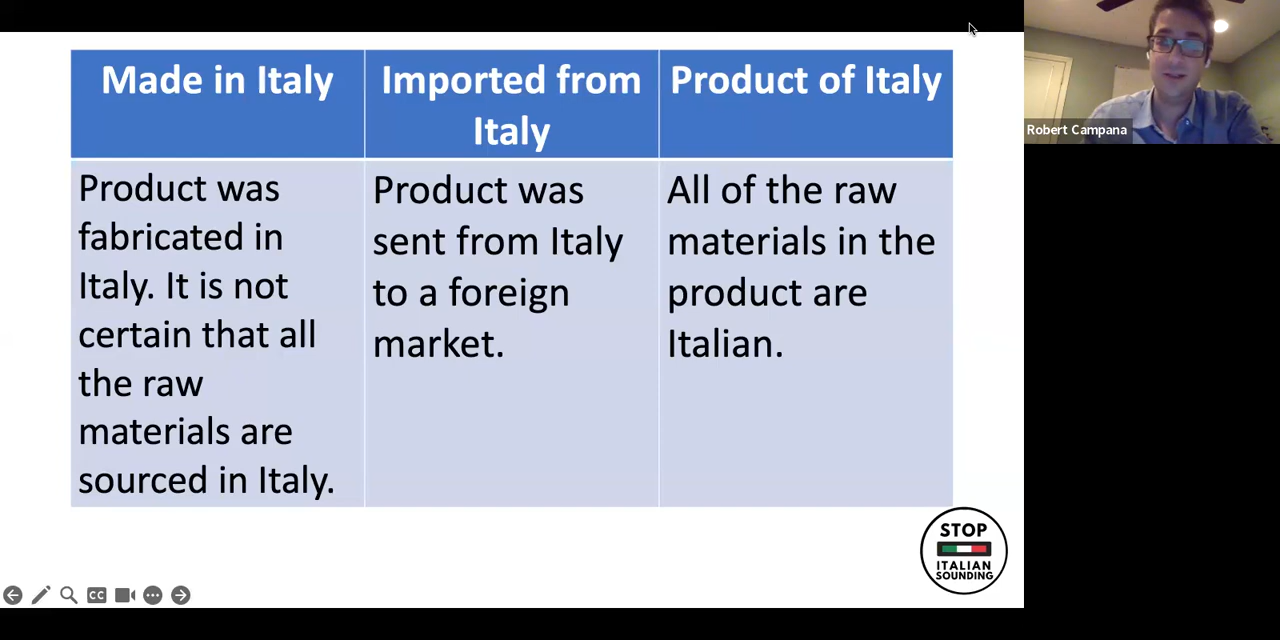 Made in Italy
Imported from
Italy
Product of Italy
Product was
fabricated in
Italy. It is not
certain that all
the raw
materials are
sourced in Italy.
Product was
sent from Italy
to a foreign
market.
All of the raw
materials in the
product are
Italian.
STOP
ITALIAN
SOUNDING
CC
Robert Campana